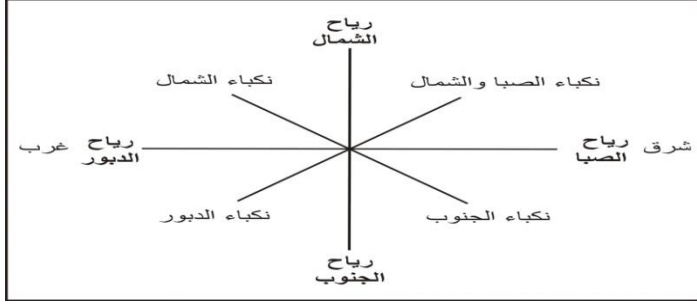 رياح
الشمال
نكباء الصبا والشمال
نكباء الشمال
شرق
رياح
الصبا
رياح
الدبور
غرب
نكباء الجنوب
نكباء الدبور
رياح
الجنوب